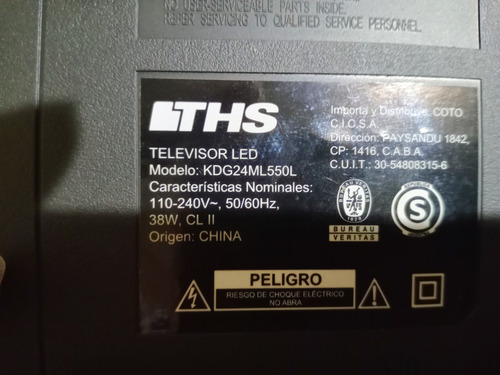 NO USER-SERVICEABLE PARTS INSIDE.
REFER SERVICING TO QUALIFIED SERVICE PERSONNEL.
THS
TELEVISOR LED
Modelo: KDG24ML550L
Características Nominales:
110-240V~, 50/60Hz,
38W, CL II
Origen: CHINA
Importa y Distribuye: COTO
C.I.C.S.A.
Dirección: PAYSANDU 1842,
CP: 1416, C.A.B.A.
C.U.I.T.: 30-54808315-6
BUREAU
VERITAS
S
PELIGRO
RIESGO DE CHOQUE ELÉCTRICO
NO ABRA